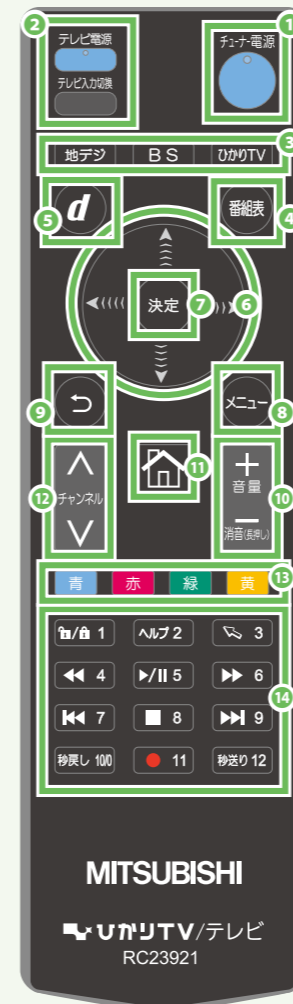 ② ①
テレビ電源 チューナー電源
テレビ入力切換
③
地デジ BS ひかりTV
⑤ d 番組表 ④
決定 ⑦ ⑥
⑨ メニュー ⑧
⑪
⑫ チャンネル + 音量 ⑩
− 消音(長押し)
青 赤 緑 黄 ⑬
1 ヘルプ 2 3
4 5 6
⑭
7 8 9
秒戻し 10/0 11 秒送り 12
MITSUBISHI
ひかりTV/テレビ
RC23921